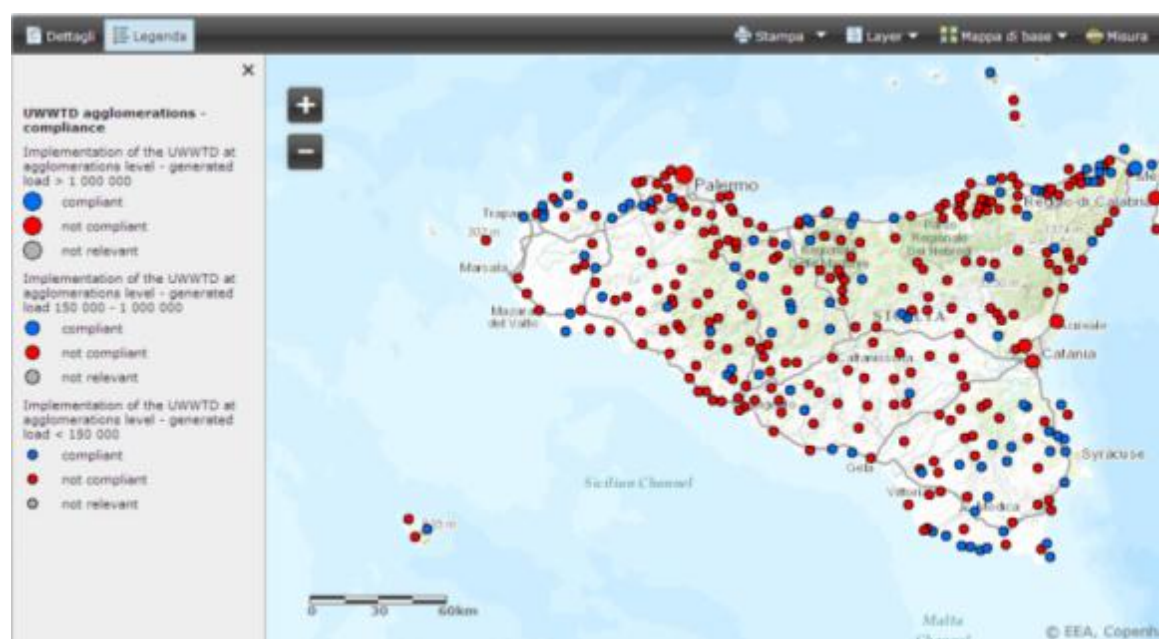 Dettagli
Legenda
Stampa
Layer
Mappa di base
Misura
UWWTD agglomerations -
compliance
Implementation of the UWWTD at
agglomerations level - generated
load > 1 000 000
compliant
not compliant
not relevant
Implementation of the UWWTD at
agglomerations level - generated
load 150 000 - 1 000 000
compliant
not compliant
not relevant
Implementation of the UWWTD at
agglomerations level - generated
load < 150 000
compliant
not compliant
not relevant
Palermo
Reggio di Calabria
Trapani
Marsala
Mazara
del Vallo
Parco
Regionale
Dei Nebrodi
SICILIA
Acireale
Catania
Caltanissetta
Syracuse
Gela
Vittoria
Modica
Sicilian Channel
0 30 60km
Malta
Channel
© EEA, Copenh